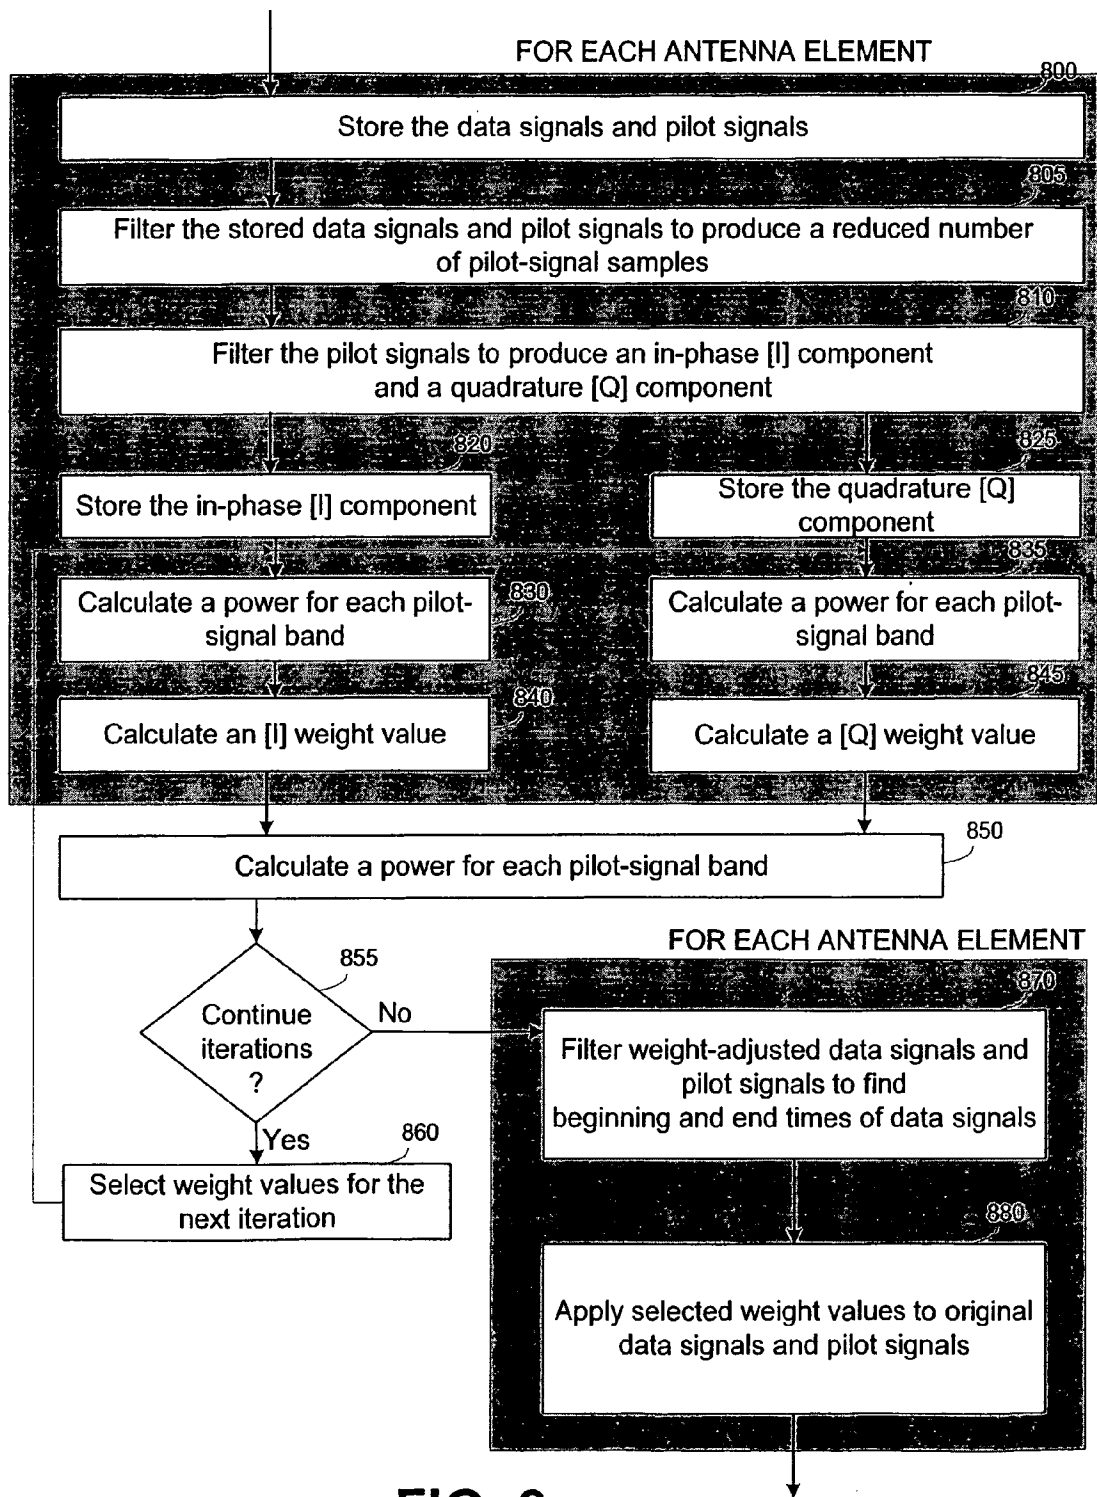 FOR EACH ANTENNA ELEMENT
800
Store the data signals and pilot signals
805
Filter the stored data signals and pilot signals to produce a reduced number
of pilot-signal samples
810
Filter the pilot signals to produce an in-phase [I] component
and a quadrature [Q] component
820
825
Store the in-phase [I] component
Store the quadrature [Q]
component
835
Calculate a power for each pilot-
signal band
830
Calculate a power for each pilot-
signal band
845
Calculate an [I] weight value
840
Calculate a [Q] weight value
850
Calculate a power for each pilot-signal band
FOR EACH ANTENNA ELEMENT
855
870
Continue
iterations
?
No
Filter weight-adjusted data signals and
pilot signals to find
beginning and end times of data signals
Yes
860
Select weight values for the
next iteration
880
Apply selected weight values to original
data signals and pilot signals
FIG.